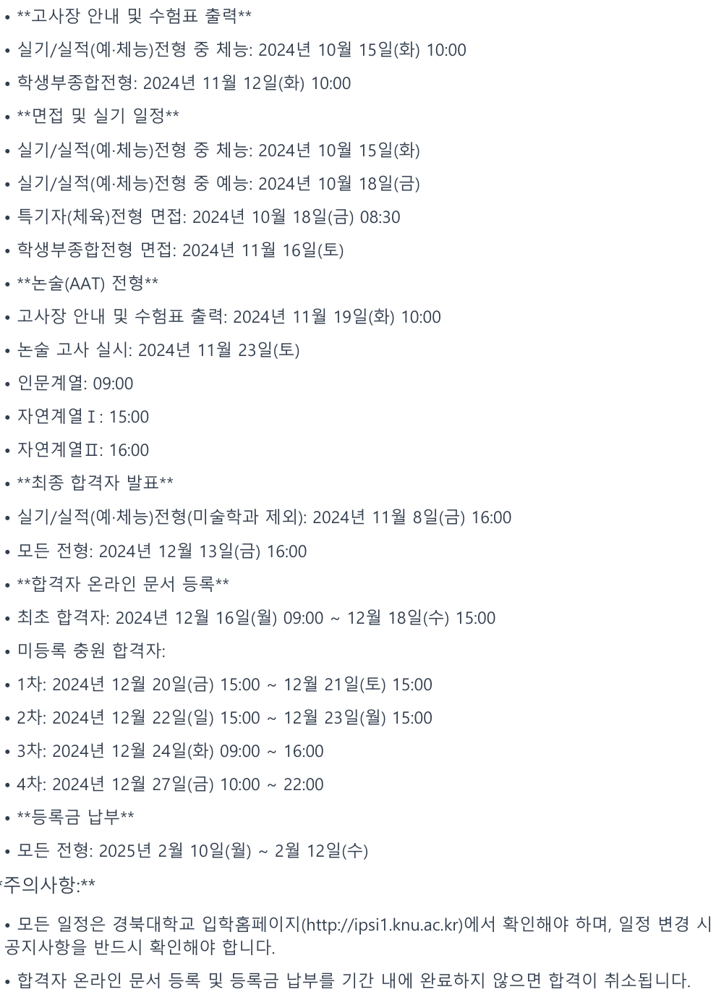 • **고사장 안내 및 수험표 출력**
• 실기/실적(예·체능)전형 중 체능: 2024년 10월 15일(화) 10:00
• 학생부종합전형: 2024년 11월 12일(화) 10:00
• **면접 및 실기 일정**
• 실기/실적(예·체능)전형 중 체능: 2024년 10월 15일(화)
• 실기/실적(예·체능)전형 중 예능: 2024년 10월 18일(금)
• 특기자(체육)전형 면접: 2024년 10월 18일(금) 08:30
• 학생부종합전형 면접: 2024년 11월 16일(토)
• **논술(AAT) 전형**
• 고사장 안내 및 수험표 출력: 2024년 11월 19일(화) 10:00
• 논술 고사 실시: 2024년 11월 23일(토)
• 인문계열: 09:00
• 자연계열Ⅰ: 15:00
• 자연계열Ⅱ: 16:00
• **최종 합격자 발표**
• 실기/실적(예·체능)전형(미술학과 제외): 2024년 11월 8일(금) 16:00
• 모든 전형: 2024년 12월 13일(금) 16:00
• **합격자 온라인 문서 등록**
• 최초 합격자: 2024년 12월 16일(월) 09:00 ~ 12월 18일(수) 15:00
• 미등록 충원 합격자:
• 1차: 2024년 12월 20일(금) 15:00 ~ 12월 21일(토) 15:00
• 2차: 2024년 12월 22일(일) 15:00 ~ 12월 23일(월) 15:00
• 3차: 2024년 12월 24일(화) 09:00 ~ 16:00
• 4차: 2024년 12월 27일(금) 10:00 ~ 22:00
• **등록금 납부**
• 모든 전형: 2025년 2월 10일(월) ~ 2월 12일(수)
*주의사항:**
• 모든 일정은 경북대학교 입학홈페이지(http://ipsi1.knu.ac.kr)에서 확인해야 하며, 일정 변경 시
공지사항을 반드시 확인해야 합니다.
• 합격자 온라인 문서 등록 및 등록금 납부를 기간 내에 완료하지 않으면 합격이 취소됩니다.